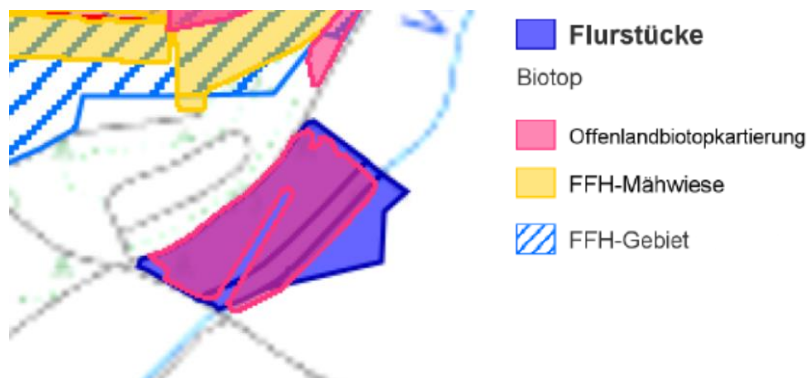 Flurstücke
Biotop
Offenlandbiotopkartierung
FFH-Mähwiese
FFH-Gebiet